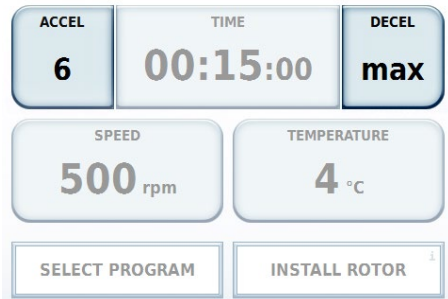 ACCEL TIME DECEL
6 00:15:00 max
SPEED TEMPERATURE
500 rpm 4 °C
SELECT PROGRAM INSTALL ROTOR i